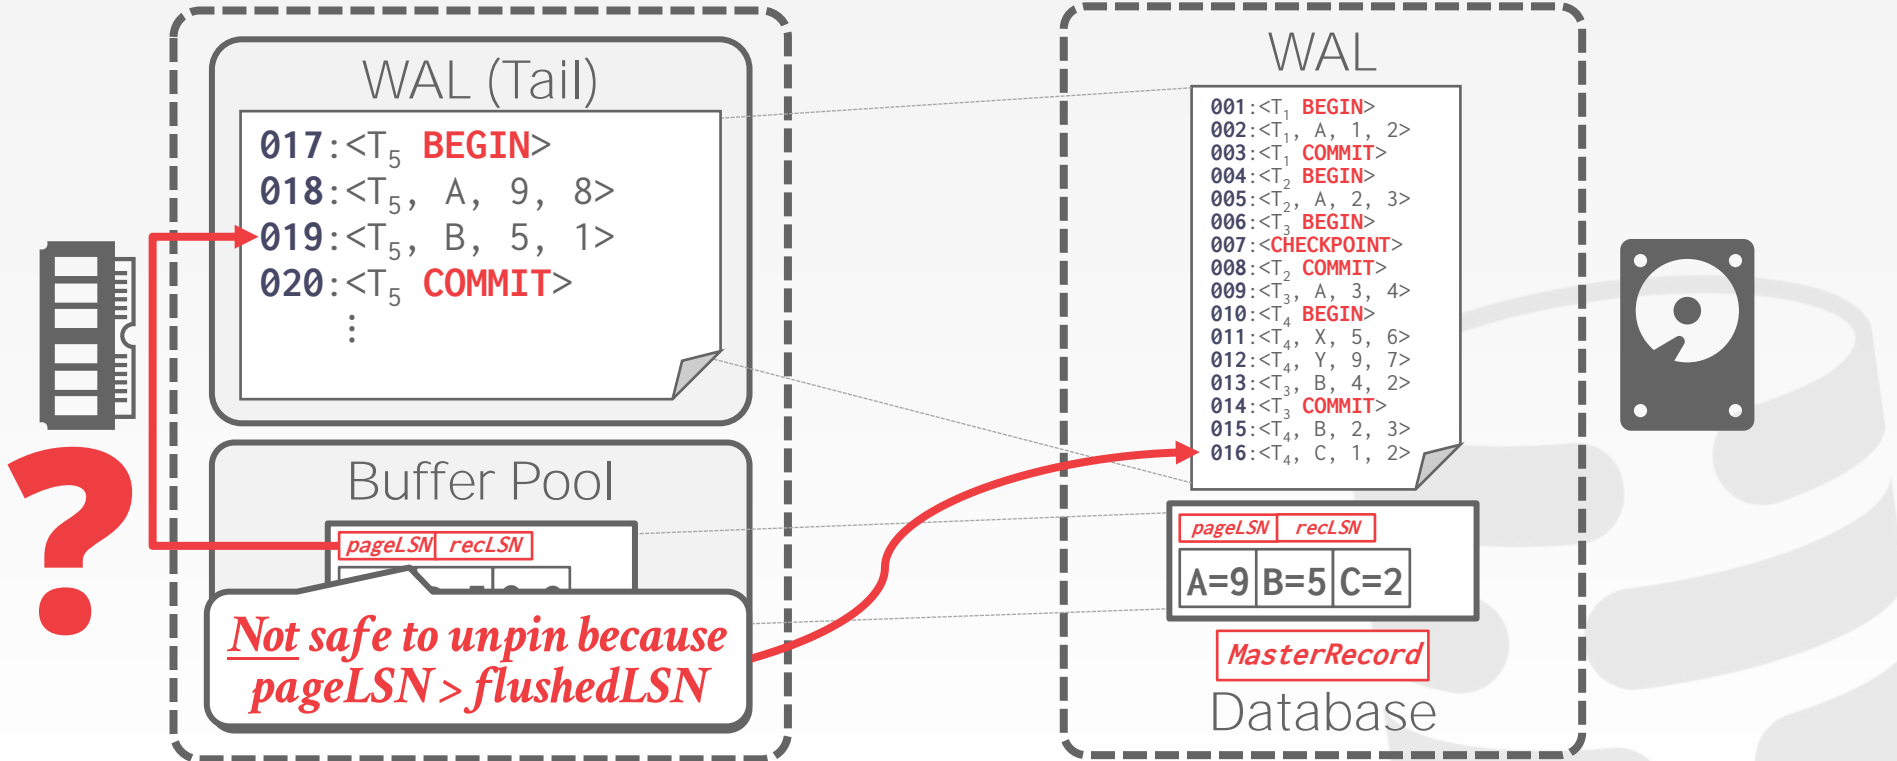 WAL (Tail)
017:<T5 BEGIN>
018:<T5, A, 9, 8>
019:<T5, B, 5, 1>
020:<T5 COMMIT>
⋮
Buffer Pool
pageLSN recLSN
?
Not safe to unpin because
pageLSN > flushedLSN
WAL
001:<T1 BEGIN>
002:<T1, A, 1, 2>
003:<T1 COMMIT>
004:<T2 BEGIN>
005:<T2, A, 2, 3>
006:<T3 BEGIN>
007:<CHECKPOINT>
008:<T2 COMMIT>
009:<T3, A, 3, 4>
010:<T4 BEGIN>
011:<T4, X, 5, 6>
012:<T4, Y, 9, 7>
013:<T3, B, 4, 2>
014:<T3 COMMIT>
015:<T4, B, 2, 3>
016:<T4, C, 1, 2>
pageLSN recLSN
A=9 B=5 C=2
MasterRecord
Database